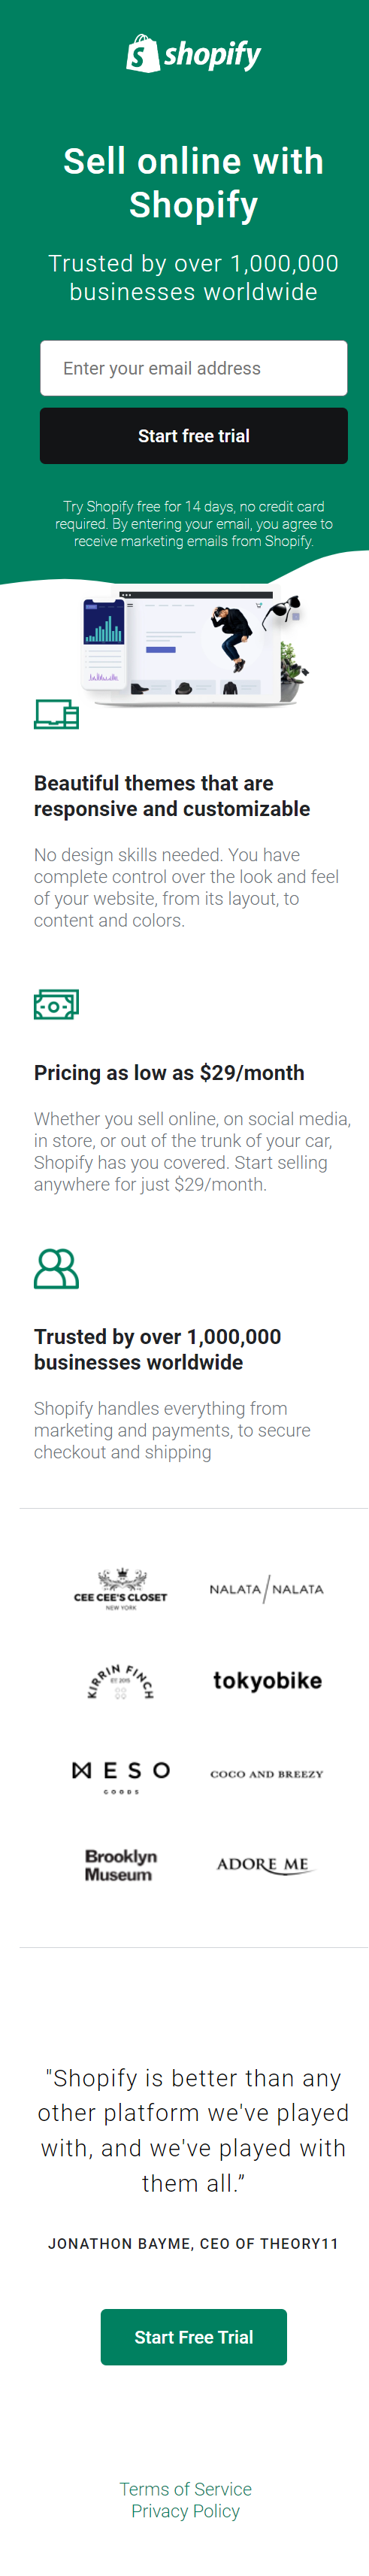 shopify
Sell online with
Shopify
Trusted by over 1,000,000
businesses worldwide
Enter your email address
Start free trial
Try Shopify free for 14 days, no credit card
required. By entering your email, you agree to
receive marketing emails from Shopify.
Beautiful themes that are
responsive and customizable
No design skills needed. You have
complete control over the look and feel
of your website, from its layout, to
content and colors.
Pricing as low as $29/month
Whether you sell online, on social media,
in store, or out of the trunk of your car,
Shopify has you covered. Start selling
anywhere for just $29/month.
Trusted by over 1,000,000
businesses worldwide
Shopify handles everything from
marketing and payments, to secure
checkout and shipping
CEE CEE'S CLOSET
NEW YORK
NALATA/NALATA
KIRRIN FINCH
EST 2015
tokyobike
MESO
GOODS
COCO AND BREEZY
Brooklyn
Museum
ADORE ME
"Shopify is better than any
other platform we've played
with, and we've played with
them all.”
JONATHON BAYME, CEO OF THEORY11
Start Free Trial
Terms of Service
Privacy Policy